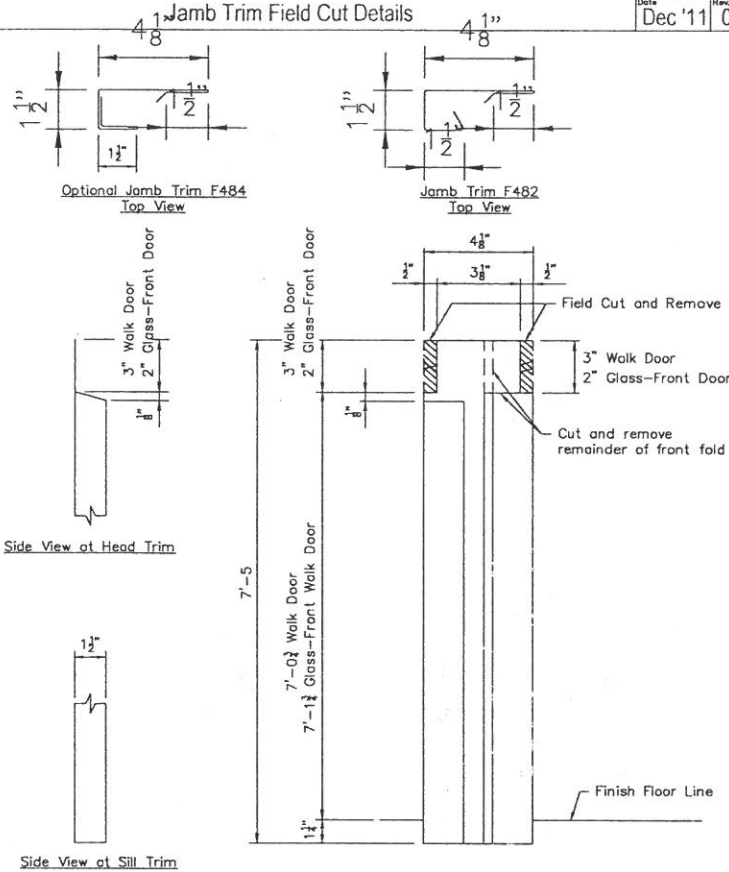 Jamb Trim Field Cut Details
Date
Dec '11
Rev.
0
4 1/8"
4 1/8"
1 1/2"
1/2"
1 1/2"
1 1/2"
1/2"
1/2"
Optional Jamb Trim F484
Top View
Jamb Trim F482
Top View
3" Walk Door
2" Glass-Front Door
1/8"
Side View at Head Trim
3" Walk Door
2" Glass-Front Door
1/8"
4 1/8"
1/2"
3 1/8"
1/2"
Field Cut and Remove
3" Walk Door
2" Glass-Front Door
Cut and remove
remainder of front fold
7'-5
7'-0 3/4 Walk Door
7'-1 3/4 Glass-Front Walk Door
1 1/2"
Side View at Sill Trim
1 1/4"
Finish Floor Line